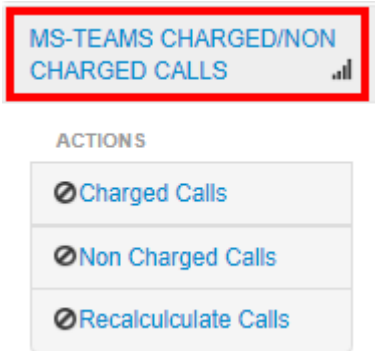 MS-TEAMS CHARGED/NON
CHARGED CALLS
ACTIONS
Charged Calls
Non Charged Calls
Recalculculate Calls